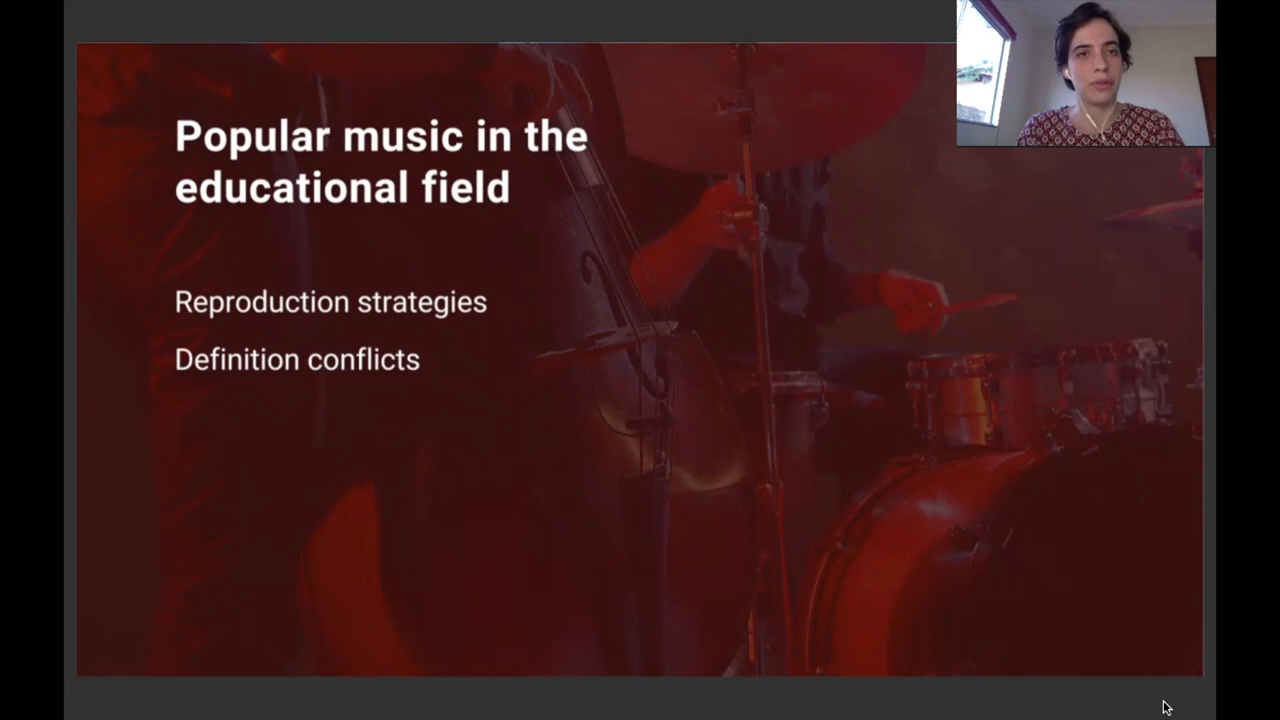 Popular music in the
educational field
Reproduction strategies
Definition conflicts